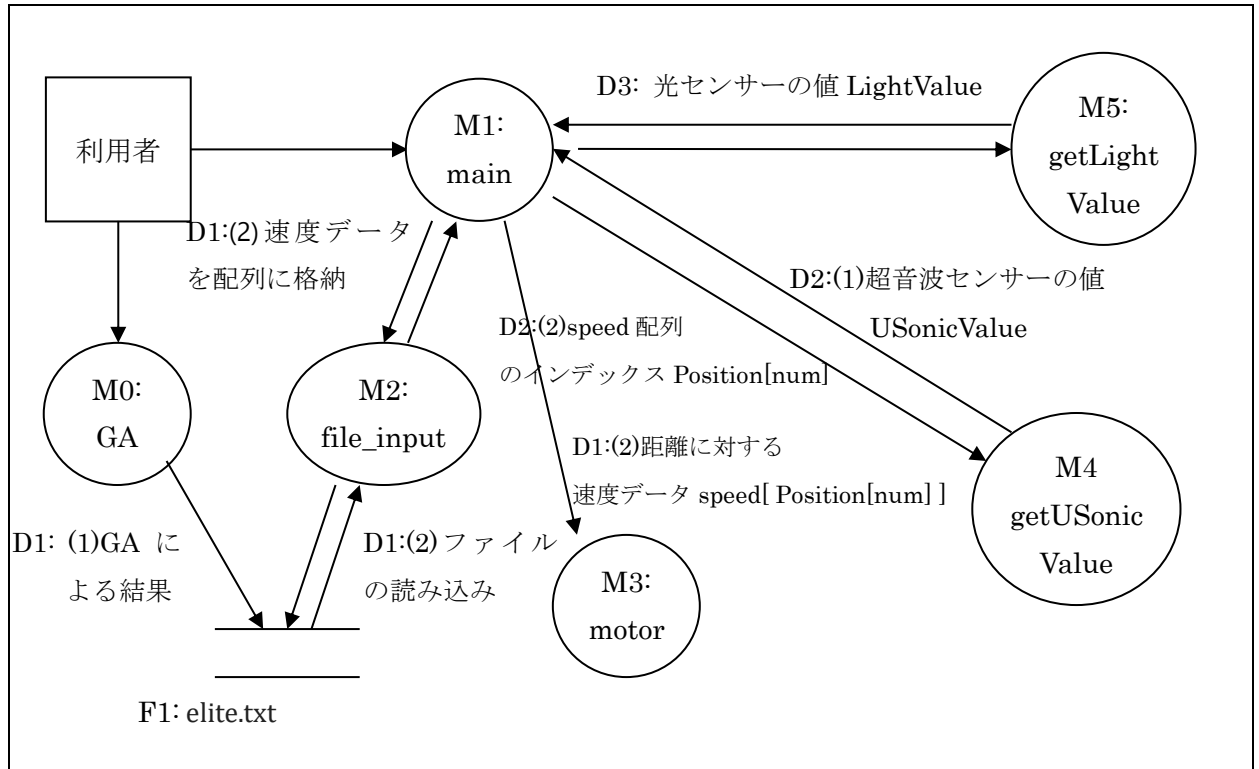 D3: 光センサーの値 LightValue
利用者
M1:
main
M5:
getLight
Value
D1:(2)速度データ
を配列に格納
D2:(1)超音波センサーの値
USonicValue
D2:(2)speed 配列
のインデックス Position[num]
M0:
GA
M2:
file_input
D1:(2)距離に対する
速度データ speed[ Position[num] ]
M4
getUSonic
Value
D1: (1)GA に
よる結果
D1:(2)ファイル
の読み込み
M3:
motor
F1: elite.txt